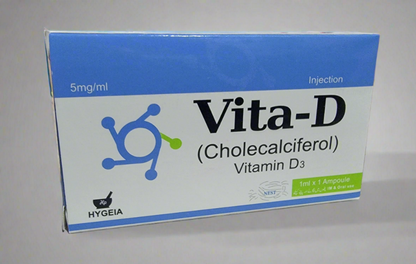 5mg/ml
Injection
Vita-D
(Cholecalciferol)
Vitamin D3
1ml x 1 Ampoule
HYGEIA